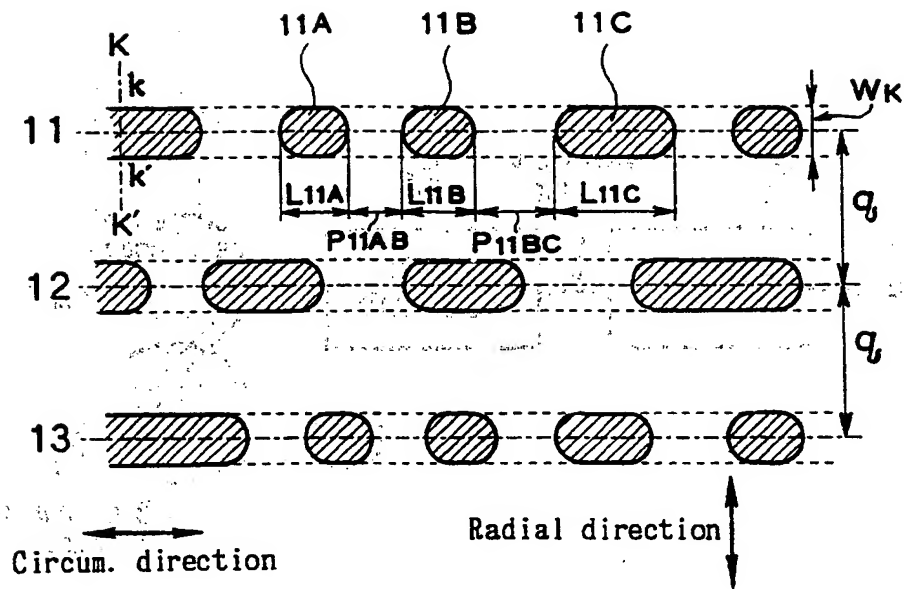 11A 11B 11C
K
k
WK
11
k'
K'
L11A L11B L11C
P11AB P11BC
q
12
q
13
Radial direction
Circum. direction